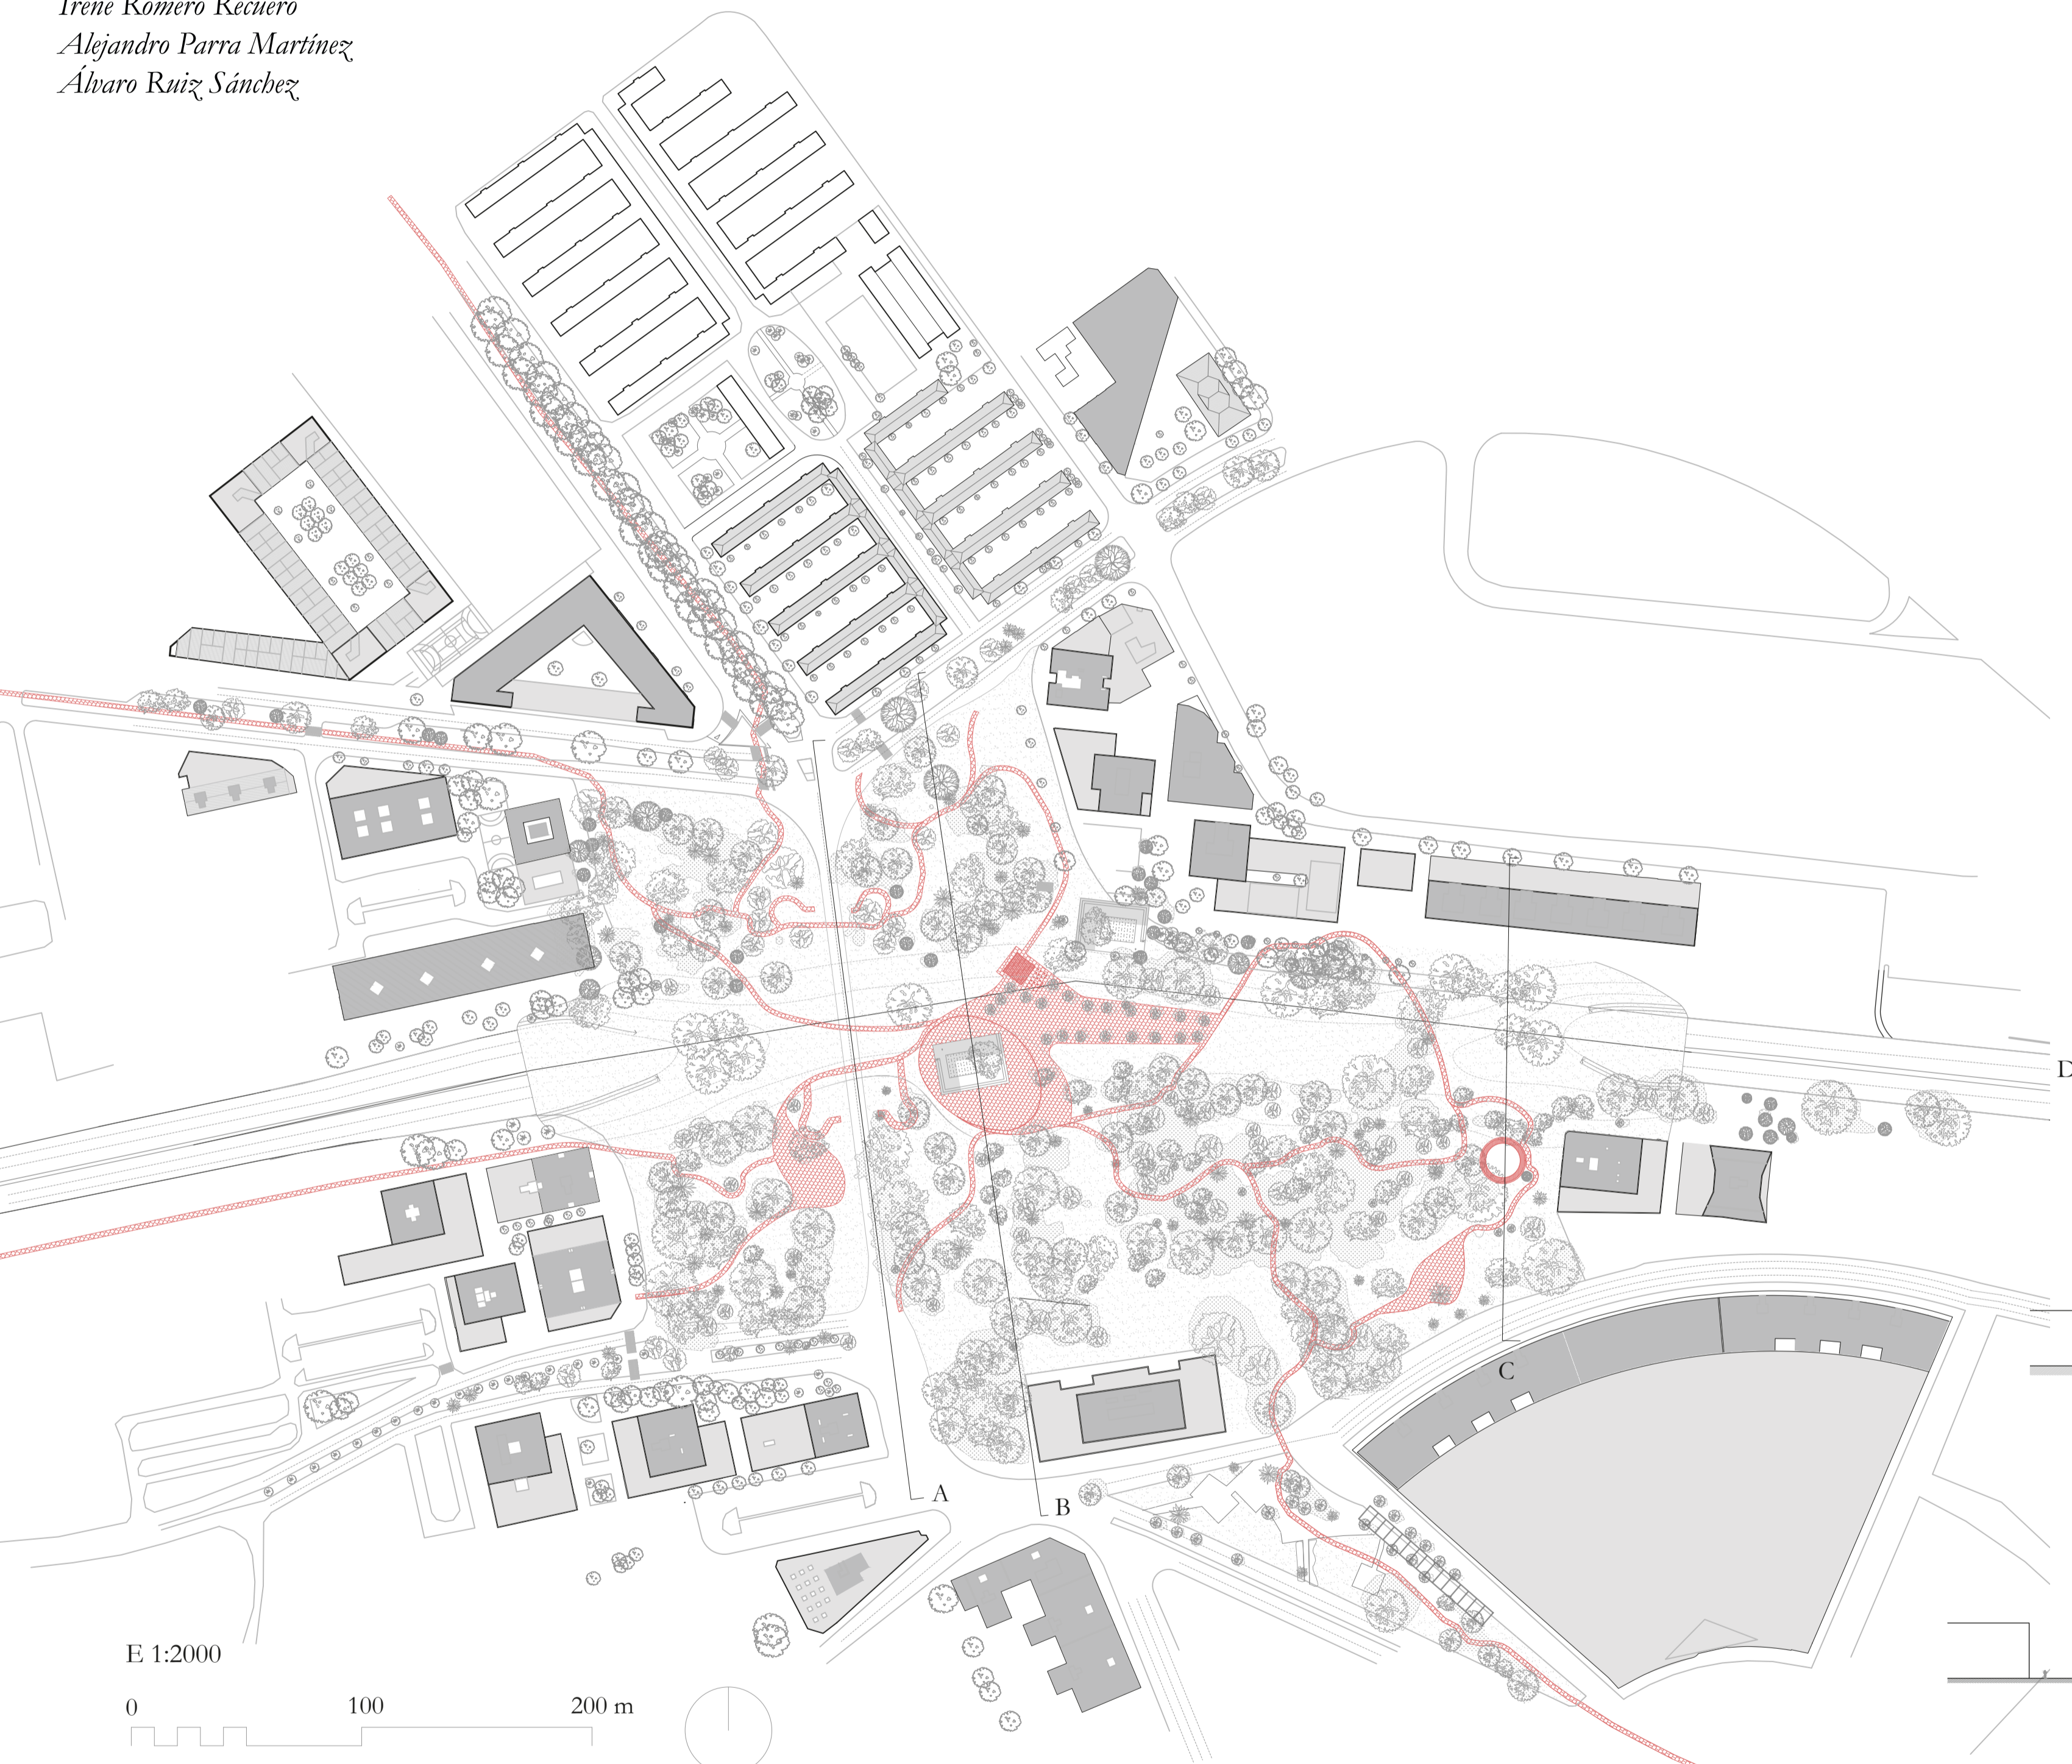 Irene Romero Recuero
Alejandro Parra Martínez
Álvaro Ruiz Sánchez
D
C
A
B
E 1:2000
0 100 200 m